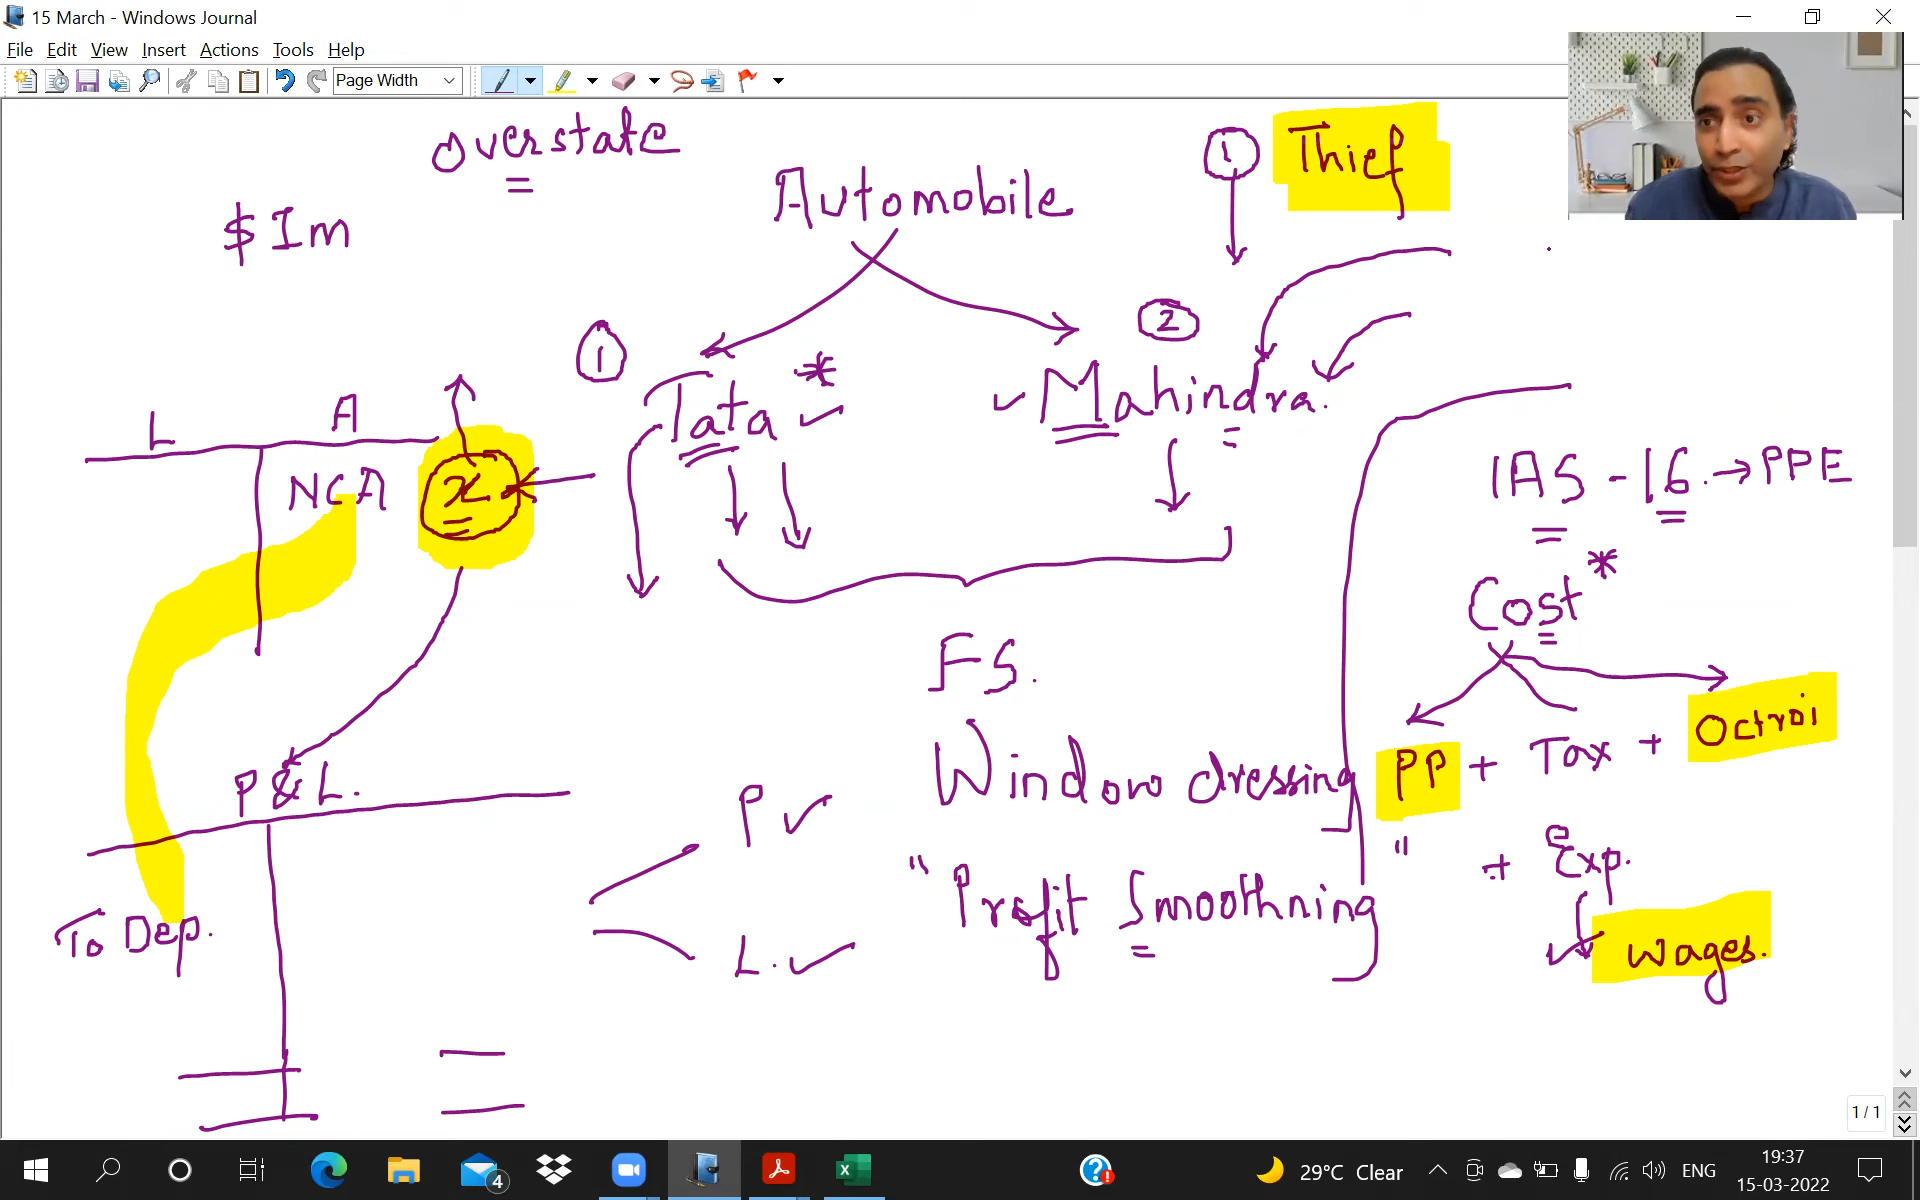 15 March - Windows Journal
File Edit View Insert Actions Tools Help
Page Width
Overstate
$ 1m
Automobile
1 Thief
1
Tata *
2
Mahindra.
L A
NCA x
IAS - 16. → PPE
Cost *
FS.
PP + Tax + Octroi
Window dressing
P & L.
P ✓
" + Exp.
" Profit Smoothning
Wages.
To Dep.
L. ✓
1 / 1
4
29°C Clear
ENG
19:37
15-03-2022